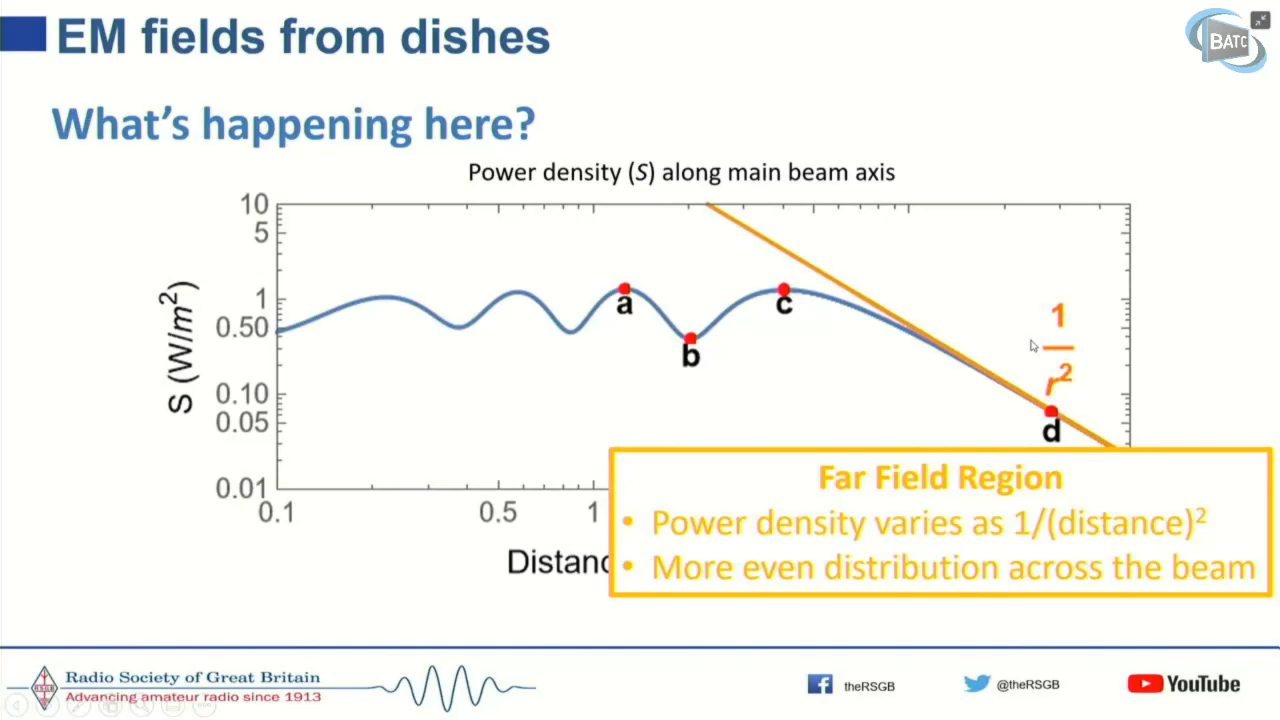 EM fields from dishes
BATC
What's happening here?
Power density (S) along main beam axis
10
5
1
0.50
0.10
0.05
0.01
S (W/m²)
a
b
c
d
1
r²
0.1
0.5
1
Distanc
Far Field Region
• Power density varies as 1/(distance)²
• More even distribution across the beam
RSGB
Radio Society of Great Britain
Advancing amateur radio since 1913
theRSGB
@theRSGB
YouTube